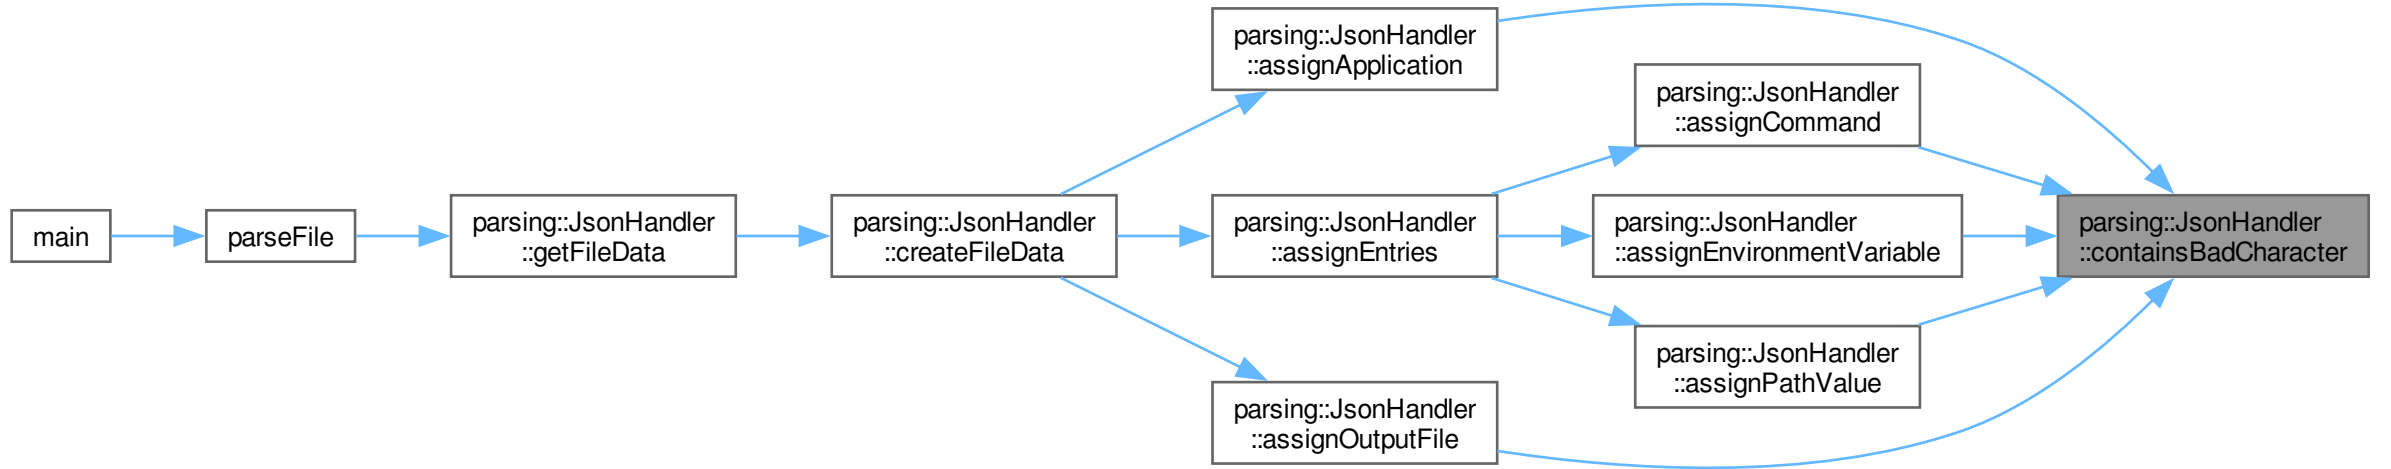 main
parseFile
parsing::JsonHandler
::getFileData
parsing::JsonHandler
::createFileData
parsing::JsonHandler
::assignApplication
parsing::JsonHandler
::assignEntries
parsing::JsonHandler
::assignOutputFile
parsing::JsonHandler
::assignCommand
parsing::JsonHandler
::assignEnvironmentVariable
parsing::JsonHandler
::assignPathValue
parsing::JsonHandler
::containsBadCharacter